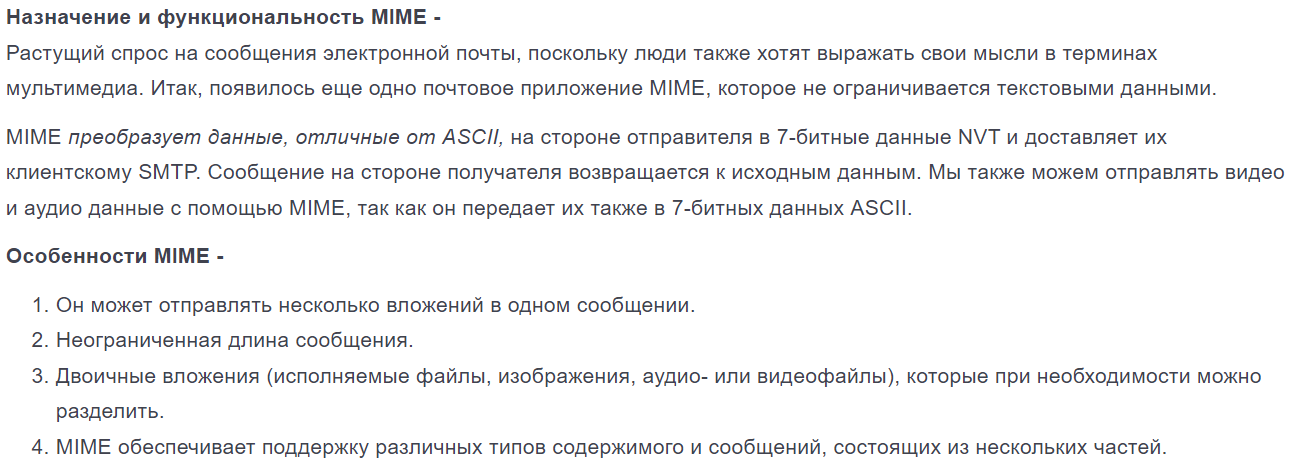 Назначение и функциональность MIME -
Растущий спрос на сообщения электронной почты, поскольку люди также хотят выражать свои мысли в терминах
мультимедиа. Итак, появилось еще одно почтовое приложение MIME, которое не ограничивается текстовыми данными.
MIME преобразует данные, отличные от ASCII, на стороне отправителя в 7-битные данные NVT и доставляет их
клиентскому SMTP. Сообщение на стороне получателя возвращается к исходным данным. Мы также можем отправлять видео
и аудио данные с помощью MIME, так как он передает их также в 7-битных данных ASCII.
Особенности MIME -
1. Он может отправлять несколько вложений в одном сообщении.
2. Неограниченная длина сообщения.
3. Двоичные вложения (исполняемые файлы, изображения, аудио- или видеофайлы), которые при необходимости можно
разделить.
4. MIME обеспечивает поддержку различных типов содержимого и сообщений, состоящих из нескольких частей.